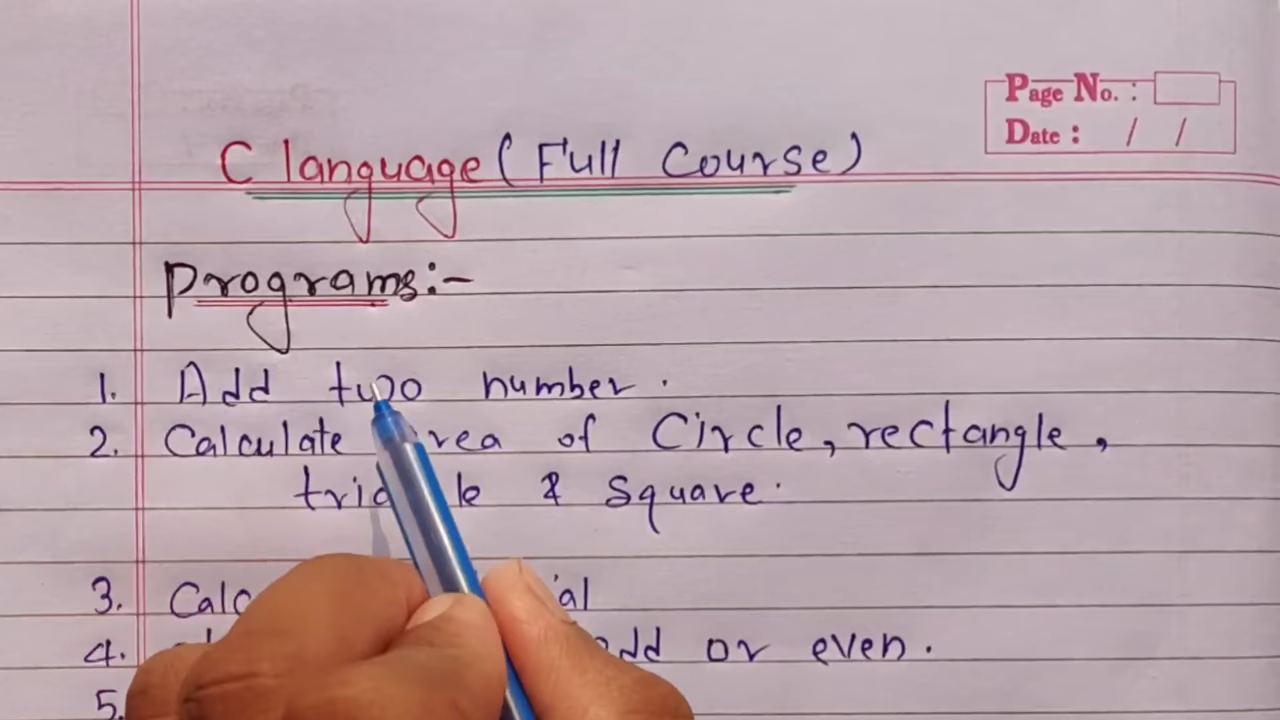 Page No. :
Date : / /
C language (Full Course)
Programs:-
1. Add two number.
2. Calculate area of Circle, rectangle,
& Square.
3.
4. odd or even.
5.